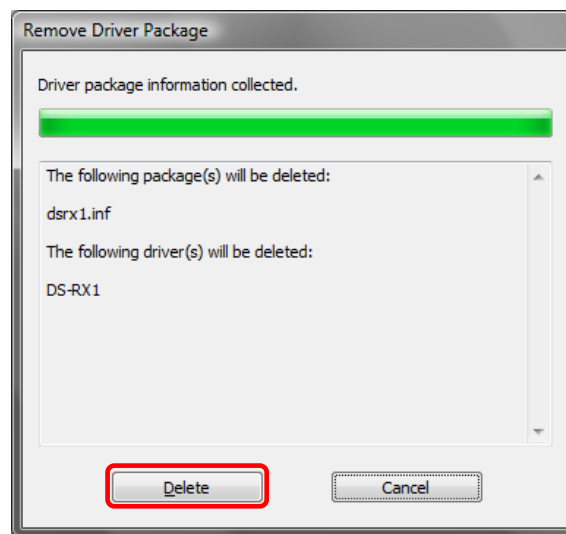 Remove Driver Package
Driver package information collected.
The following package(s) will be deleted:
dsrx1.inf
The following driver(s) will be deleted:
DS-RX1
Delete
Cancel